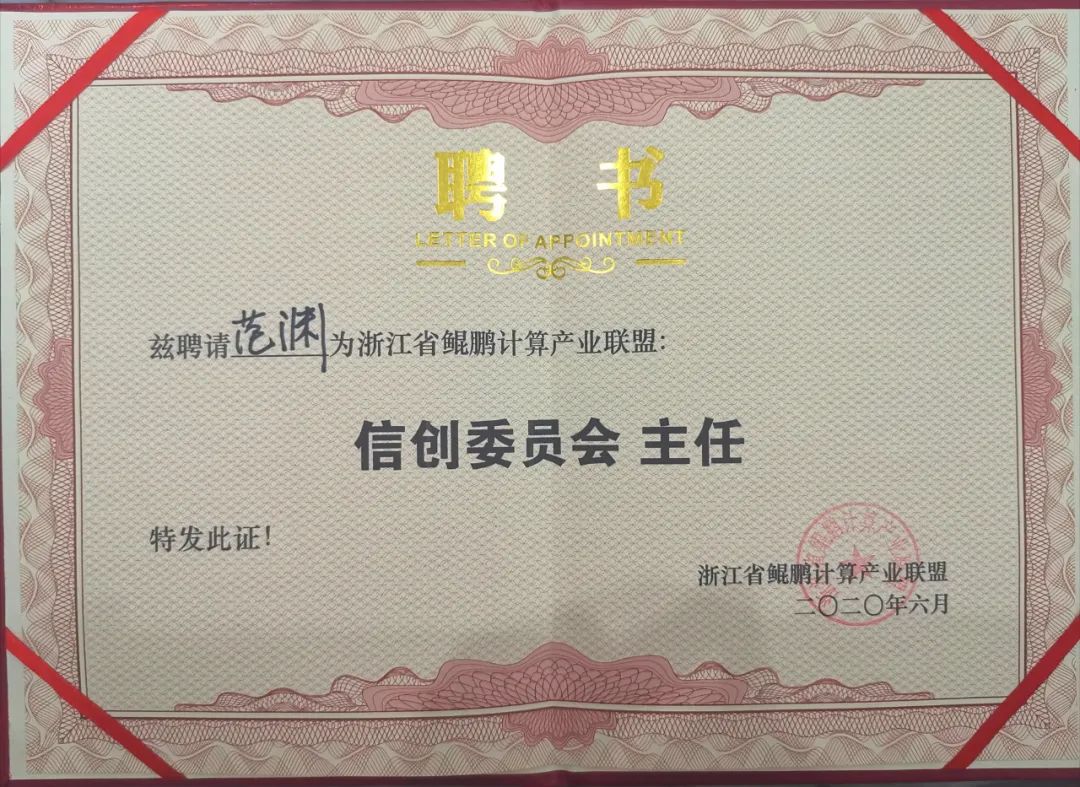 聘 书
LETTER OF APPOINTMENT
兹聘请范渊为浙江省鲲鹏计算产业联盟：
信创委员会 主任
特发此证！
浙江省鲲鹏计算产业联盟
二〇二〇年六月